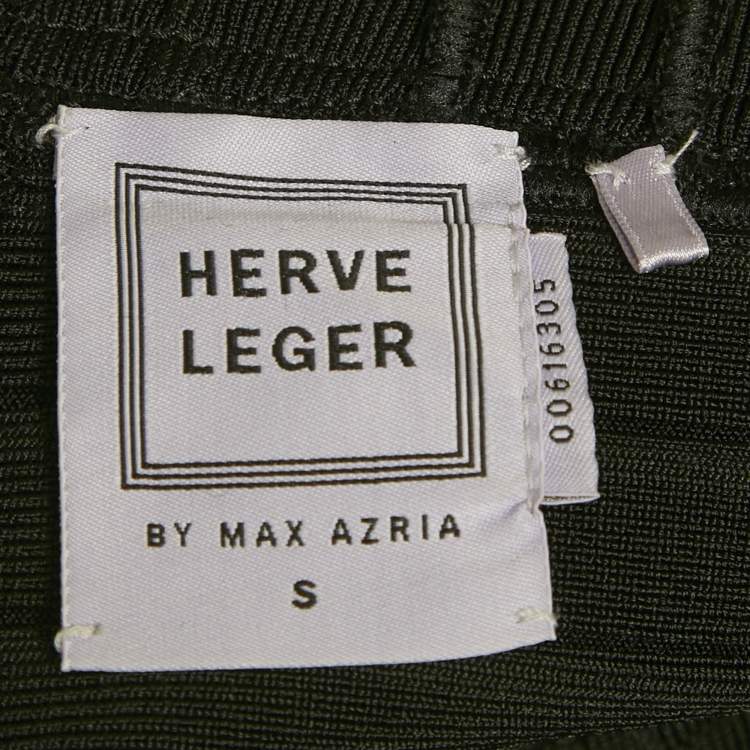 HERVE
LEGER
BY MAX AZRIA
S
00616305